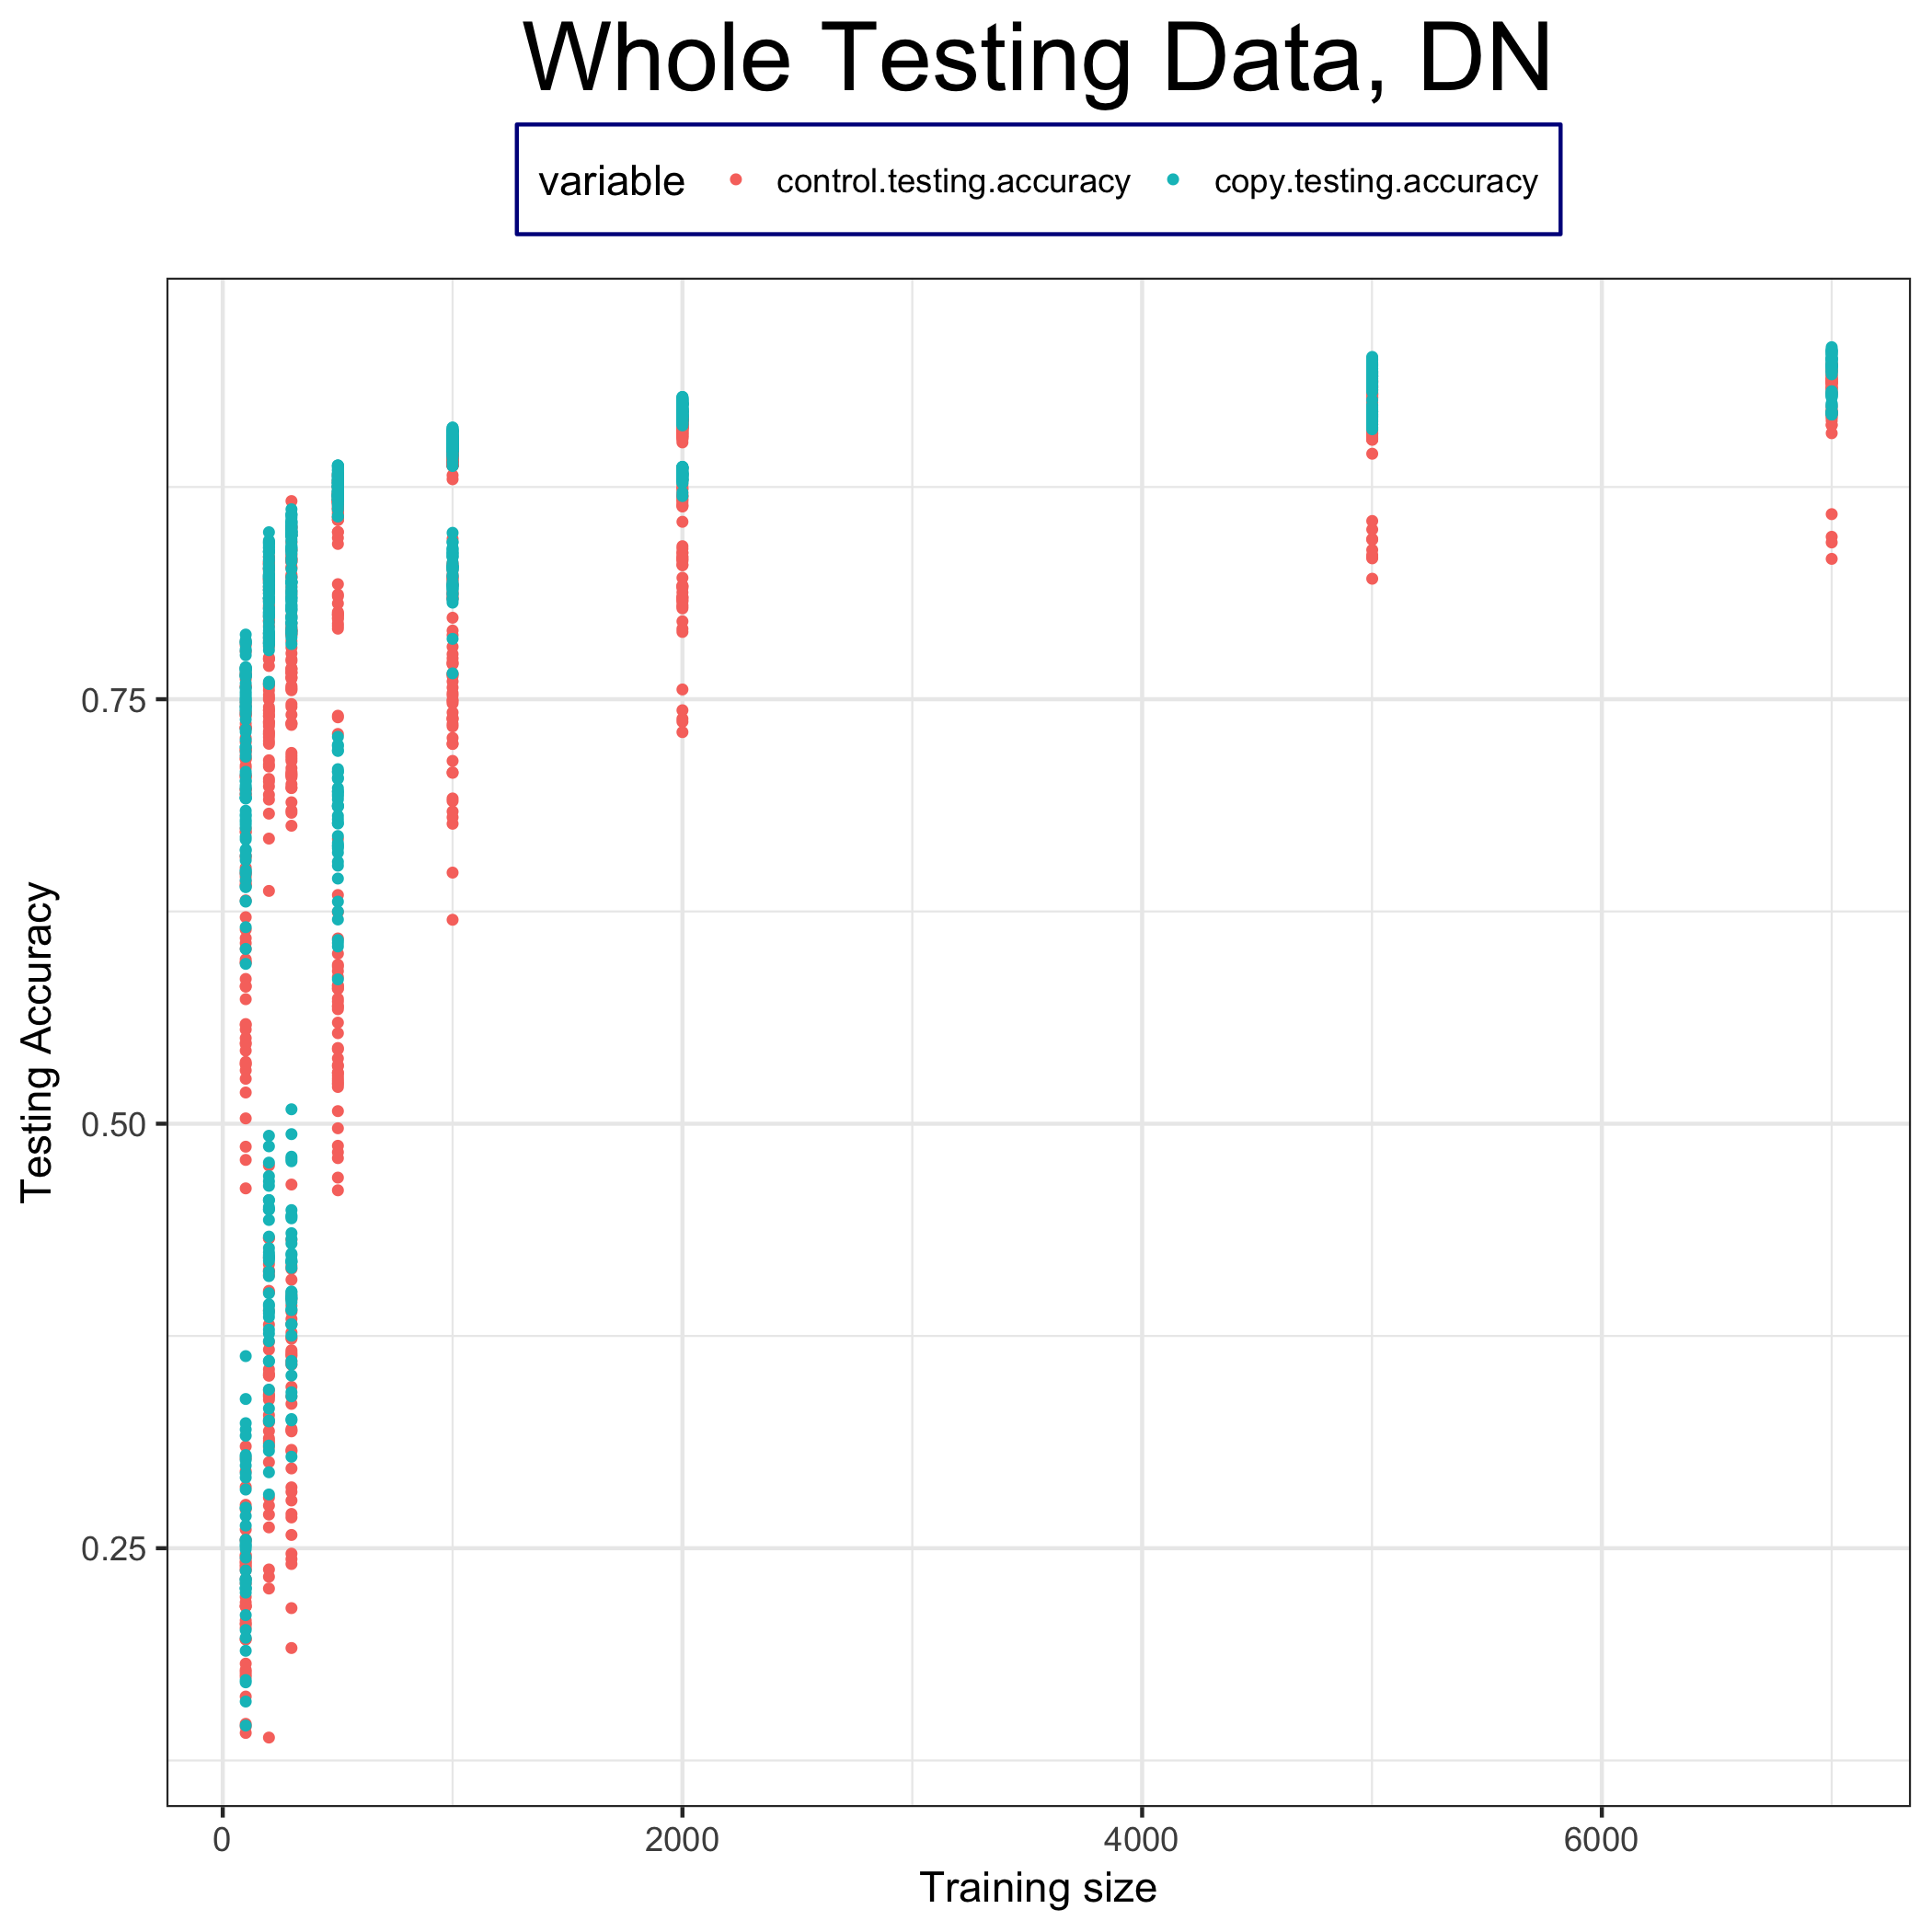 Whole Testing Data, DN
variable control.testing.accuracy copy.testing.accuracy
0.75
0.50
0.25
Testing Accuracy
0 2000 4000 6000
Training size